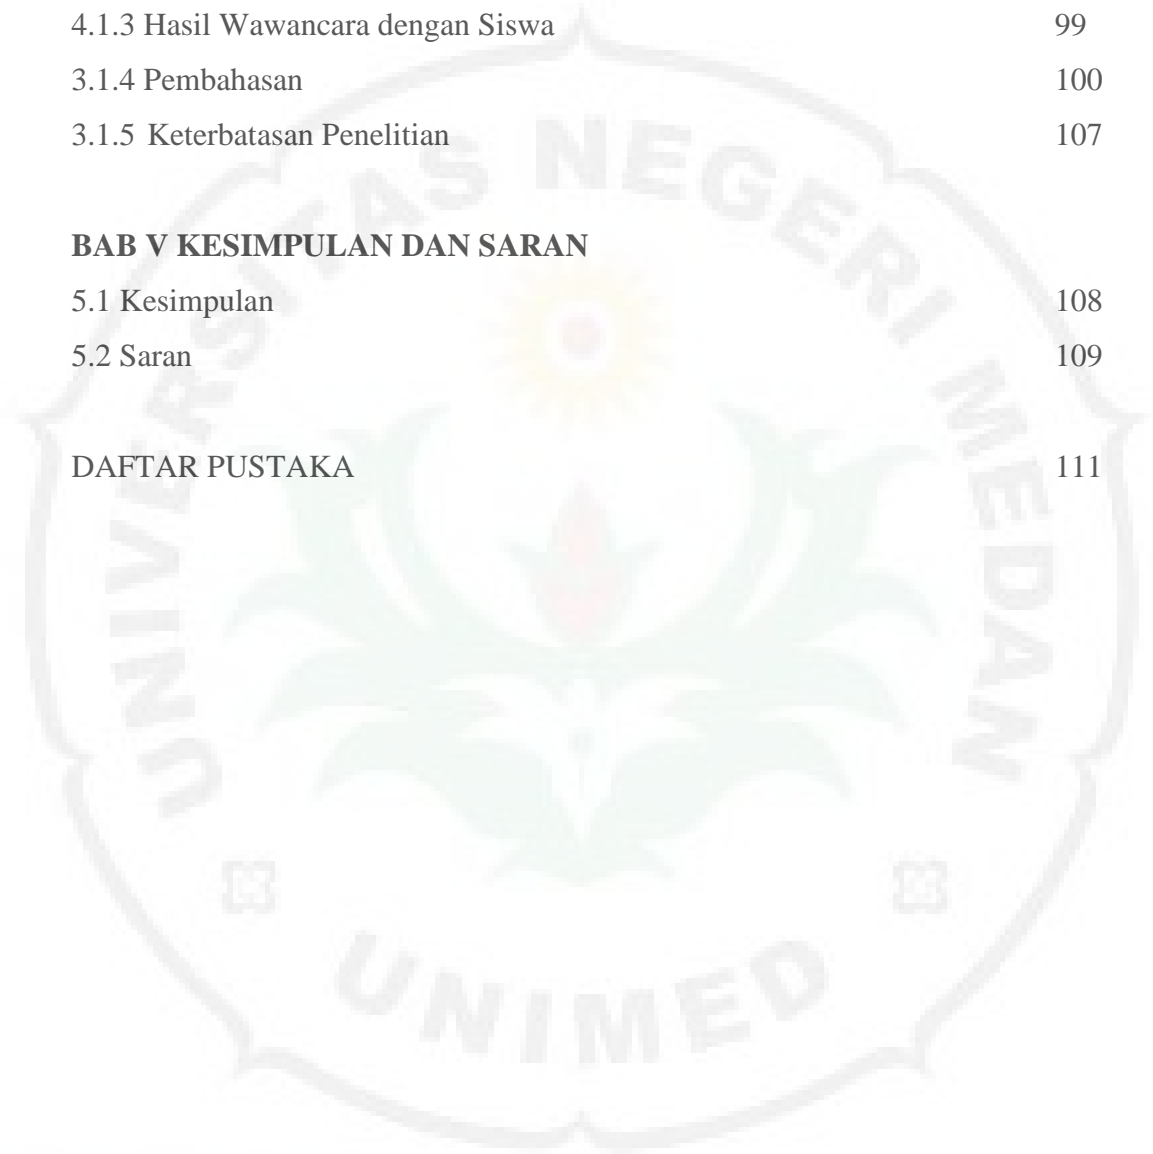 4.1.3 Hasil Wawancara dengan Siswa 99
3.1.4 Pembahasan 100
3.1.5 Keterbatasan Penelitian 107
BAB V KESIMPULAN DAN SARAN
5.1 Kesimpulan 108
5.2 Saran 109
DAFTAR PUSTAKA 111
UNIVERSITAS NEGERI MEDAN
UNIMED